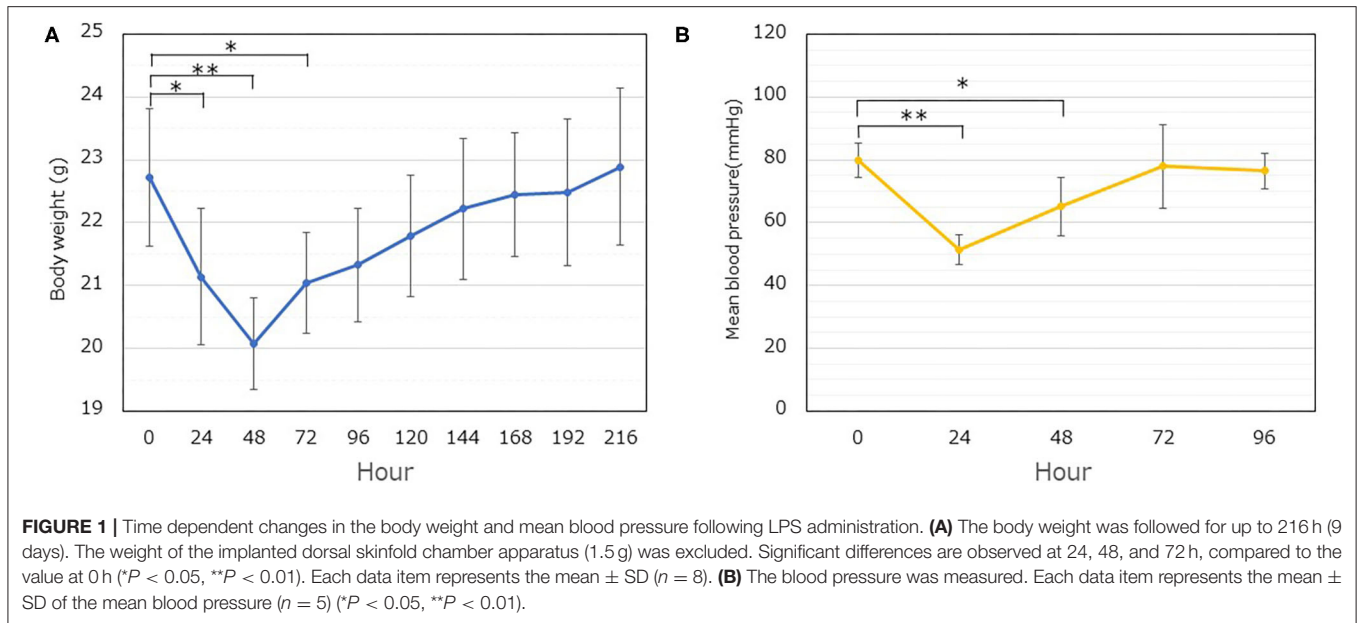 A
25
24
23
22
21
20
19
Body weight (g)
*
**
*
0 24 48 72 96 120 144 168 192 216
Hour
B
120
100
80
60
40
20
0
Mean blood pressure(mmHg)
*
**
0 24 48 72 96
Hour
FIGURE 1 | Time dependent changes in the body weight and mean blood pressure following LPS administration. (A) The body weight was followed for up to 216 h (9
days). The weight of the implanted dorsal skinfold chamber apparatus (1.5 g) was excluded. Significant differences are observed at 24, 48, and 72 h, compared to the
value at 0 h (*P < 0.05, **P < 0.01). Each data item represents the mean ± SD (n = 8). (B) The blood pressure was measured. Each data item represents the mean ±
SD of the mean blood pressure (n = 5) (*P < 0.05, **P < 0.01).